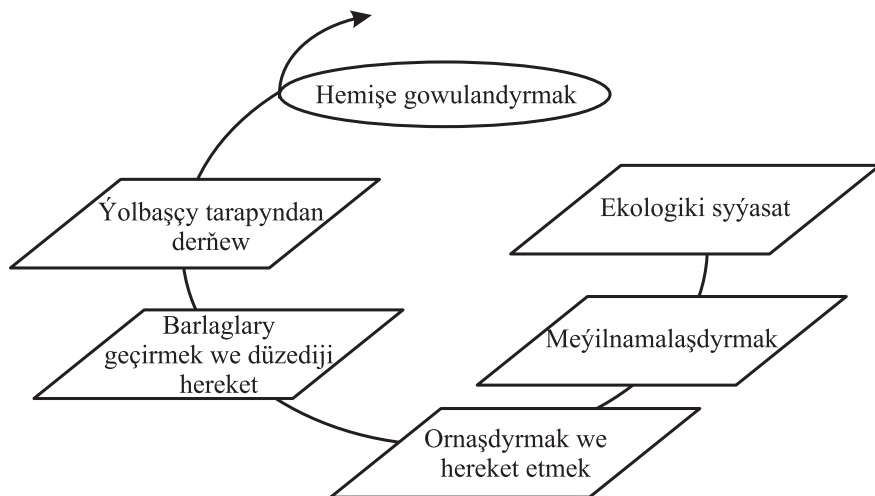 Hemişe gowulandyrmak
Ýolbaşçy tarapyndan
derňew
Ekologiki syýasat
Barlaglary
geçirmek we düzediji
hereket
Meýilnamalaşdyrmak
Ornaşdyrmak we
hereket etmek